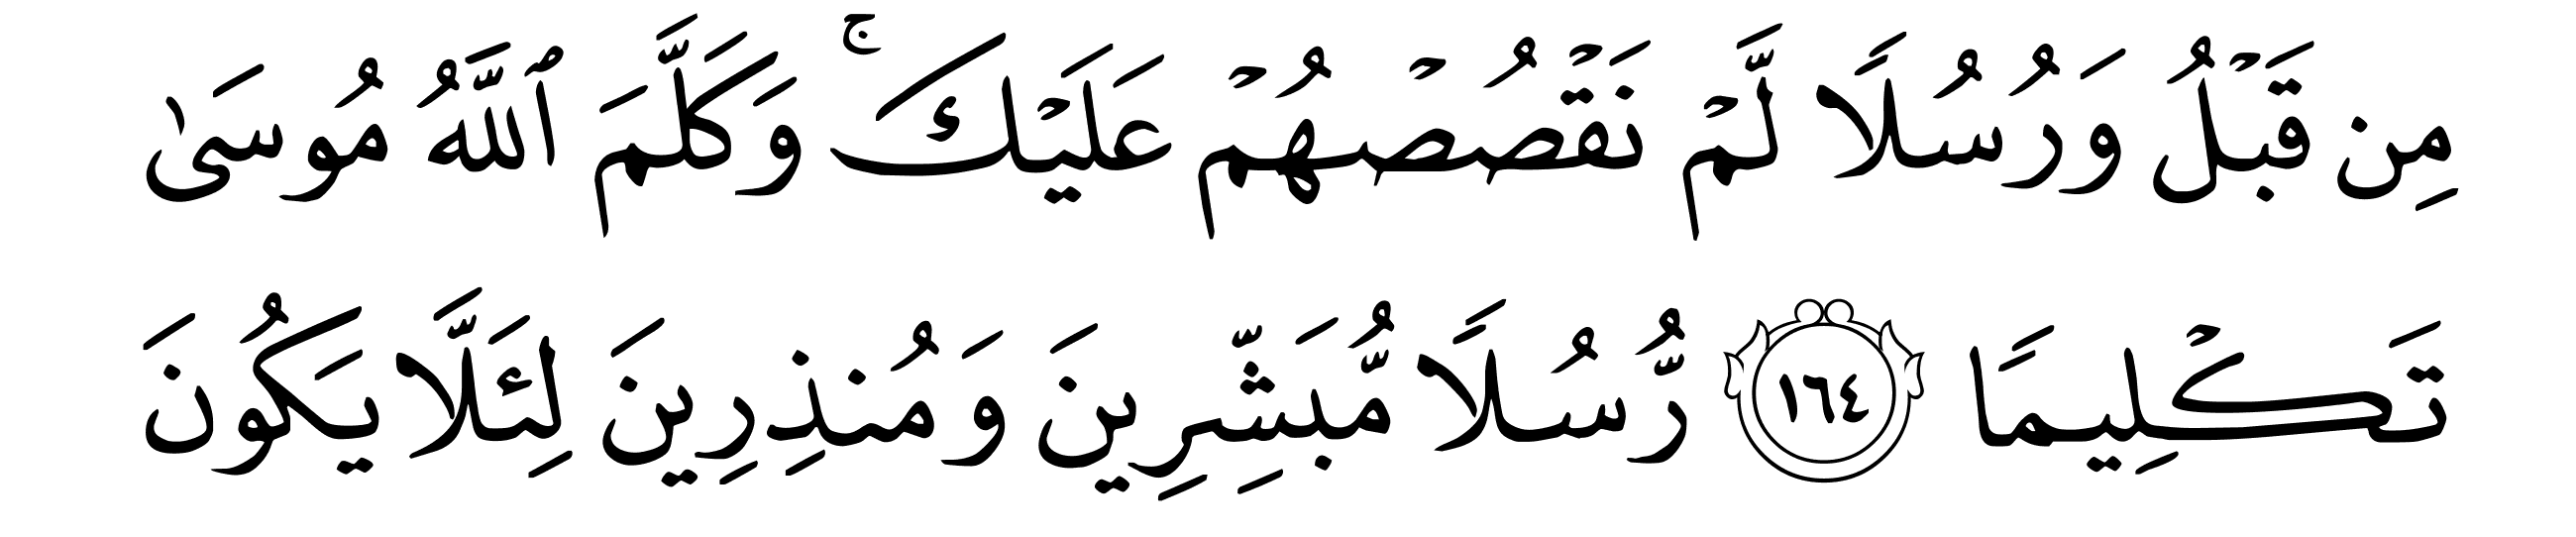 مِن قَبْلُ وَرُسُلًا لَّمْ نَقْصُصْهُمْ عَلَيْكَ ۚ وَكَلَّمَ ٱللَّهُ مُوسَىٰ
تَكْلِيمًا ١٦٤ رُّسُلًا مُّبَشِّرِينَ وَمُنذِرِينَ لِئَلَّا يَكُونَ